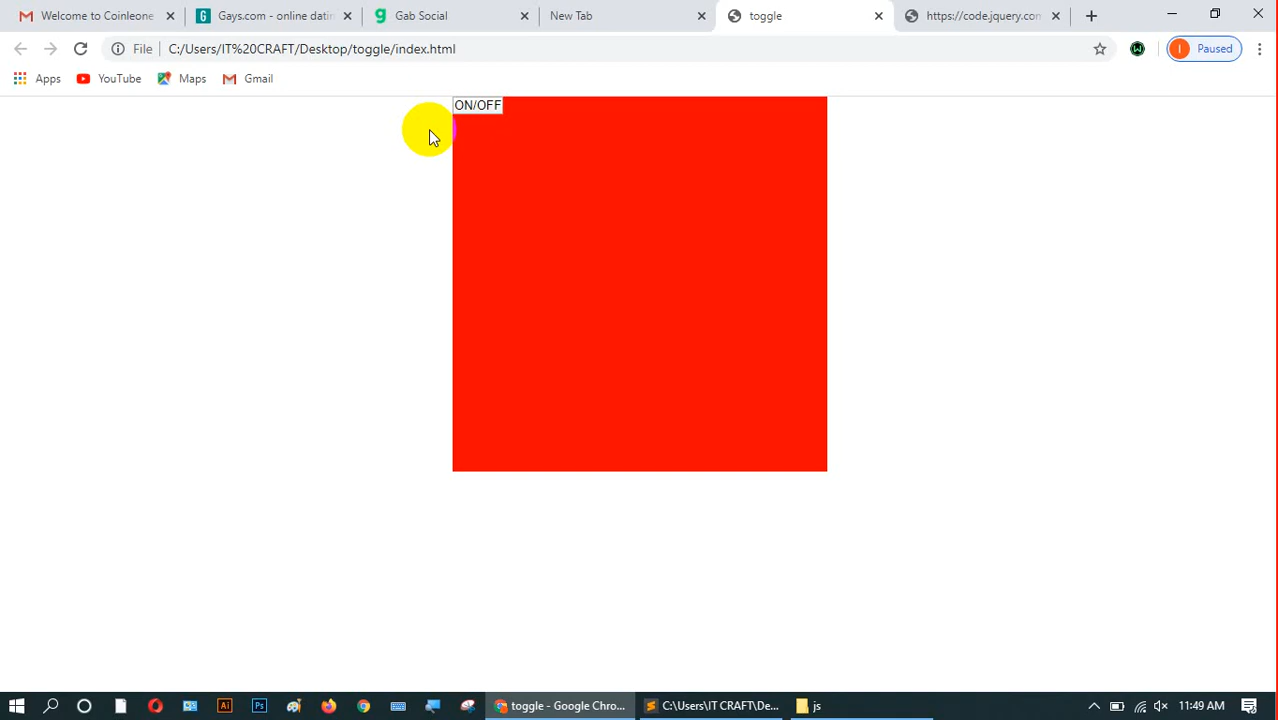 Welcome to Coinleone
Gays.com - online datin
Gab Social
New Tab
toggle
https://code.jquery.com
File
C:/Users/IT%20CRAFT/Desktop/toggle/index.html
Paused
Apps
YouTube
Maps
Gmail
ON/OFF
toggle - Google Chro...
C:\Users\IT CRAFT/De...
js
11:49 AM